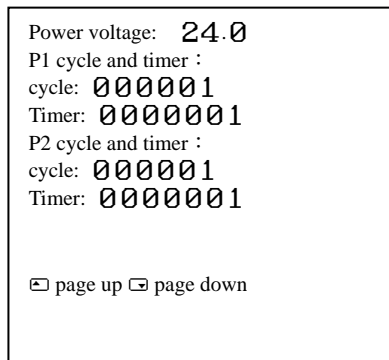 Power voltage: 24.0
P1 cycle and timer：
cycle: 000001
Timer: 0000001
P2 cycle and timer：
cycle: 000001
Timer: 0000001
page up page down